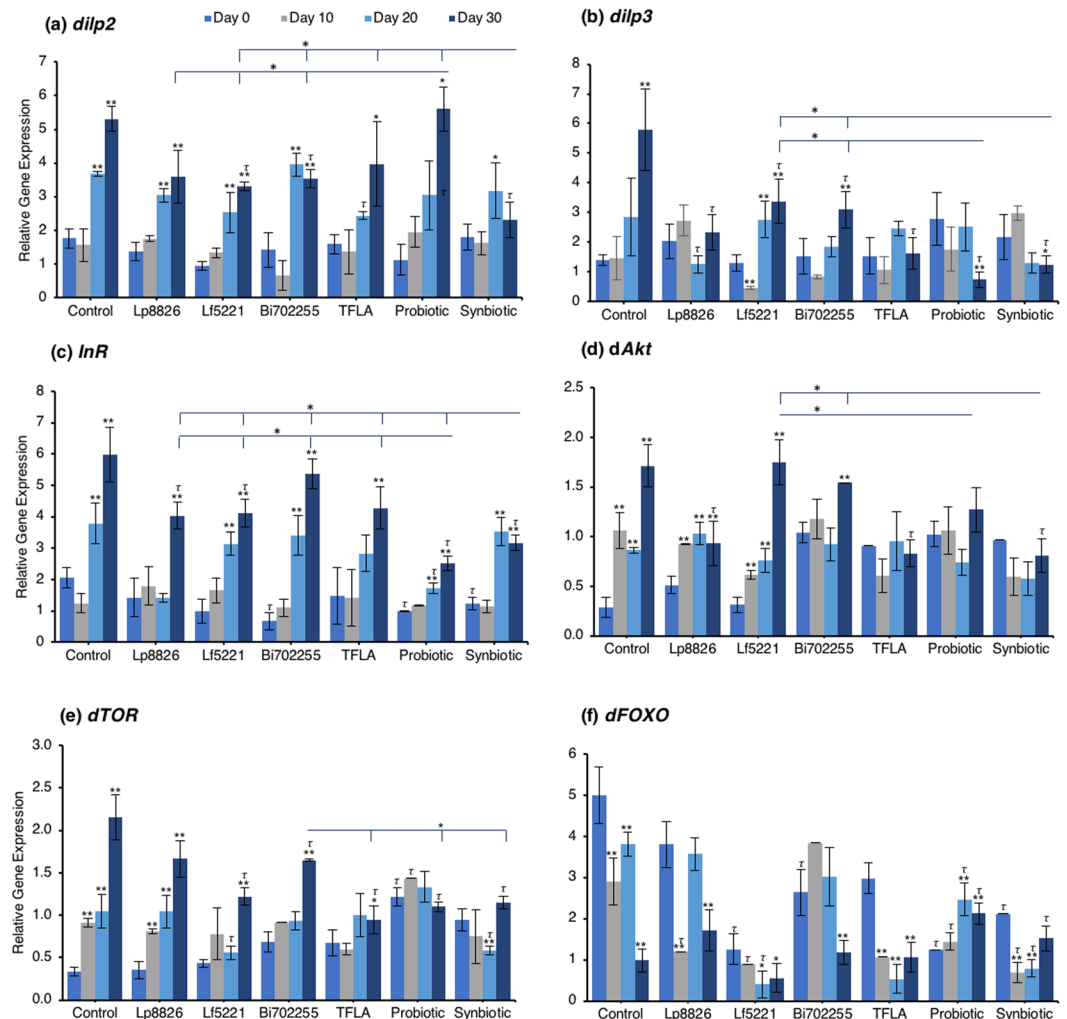 Day 0 Day 10 Day 20 Day 30
(a) dilp2
Relative Gene Expression
7
6
5
4
3
2
1
0
* *
** ** ** ** ** ** τ ** ** τ ** τ * * τ * τ
Control Lp8826 Lf5221 Bi702255 TFLA Probiotic Synbiotic
(b) dilp3
8
7
6
5
4
3
2
1
0
* *
** τ τ ** ** τ ** τ ** τ τ ** τ *
Control Lp8826 Lf5221 Bi702255 TFLA Probiotic Synbiotic
(c) InR
Relative Gene Expression
8
7
6
5
4
3
2
1
0
* *
** ** τ ** ** τ ** τ ** ** ** τ τ ** τ ** τ ** τ **
Control Lp8826 Lf5221 Bi702255 TFLA Probiotic Synbiotic
(d) dAkt
2.5
2.0
1.5
1.0
0.5
0.0
* *
** ** ** ** ** τ ** ** ** ** ** τ τ
Control Lp8826 Lf5221 Bi702255 TFLA Probiotic Synbiotic
(e) dTOR
Relative Gene Expression
3.0
2.5
2.0
1.5
1.0
0.5
0.0
*
** ** ** ** ** ** τ τ ** τ ** τ * τ τ τ τ ** τ
Control Lp8826 Lf5221 Bi702255 TFLA Probiotic Synbiotic
(f) dFOXO
6
5
4
3
2
1
0
** ** ** ** τ ** τ τ * * τ ** ** ** ** τ τ ** τ ** τ τ ** τ ** τ
Control Lp8826 Lf5221 Bi702255 TFLA Probiotic Synbiotic